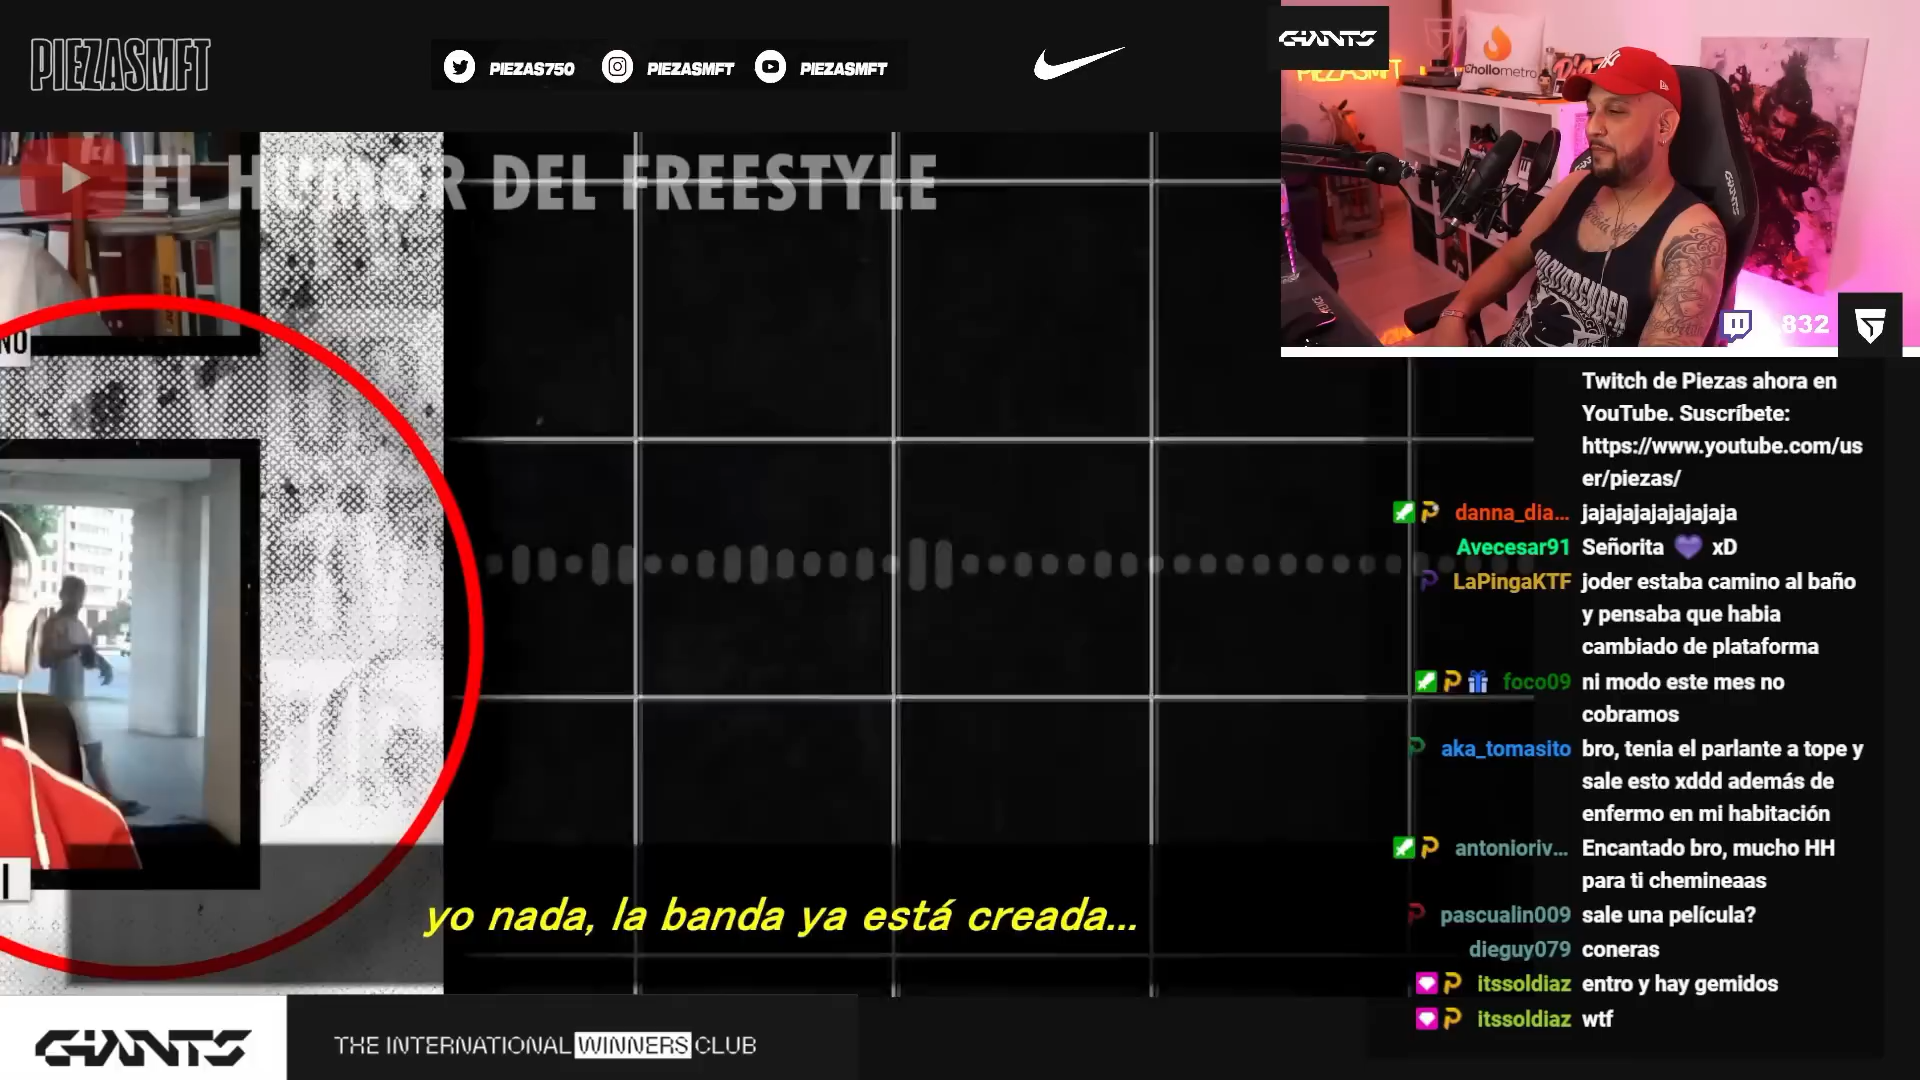 PIEZASMFT
PIEZAS750
PIEZASMFT
PIEZASMFT
GIANTS
PIEZASMFT
Chollometro
EL HUMOR DEL FREESTYLE
NO
832
Twitch de Piezas ahora en
YouTube. Suscríbete:
https://www.youtube.com/us
er/piezas/
danna_dia... jajajajajajajaja
Avecesar91 Señorita 💜 xD
LaPingaKTF joder estaba camino al baño
y pensaba que habia
cambiado de plataforma
foco09 ni modo este mes no
cobramos
aka_tomasito bro, tenia el parlante a tope y
sale esto xddd además de
enfermo en mi habitación
antonioriv... Encantado bro, mucho HH
para ti chemineaas
pascualin009 sale una película?
dieguy079 coneras
itssoldiaz entro y hay gemidos
itssoldiaz wtf
yo nada, la banda ya está creada...
GIANTS
THE INTERNATIONAL WINNERS CLUB